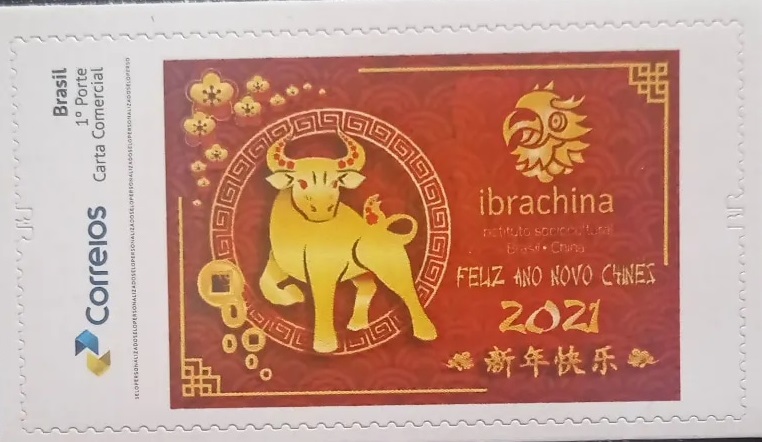 Brasil
1º Porte
Carta Comercial
Correios
SELOPERSONALIZADOSELOPERSONALIZADOSELOPERSONALIZADOSELOPERSONALIZADOSELOPERSONALIZADOSELOPERSO
ibrachina
instituto sociocultural
Brasil • China
FELIZ ANO NOVO CHINES
2021
新年快乐